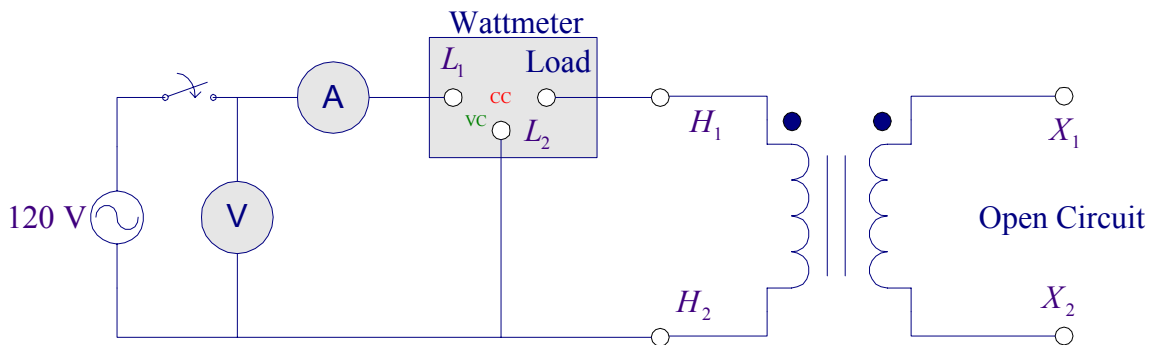 Wattmeter
L₁
Load
A
CC
VC
L₂
H₁
X₁
120 V
V
Open Circuit
H₂
X₂